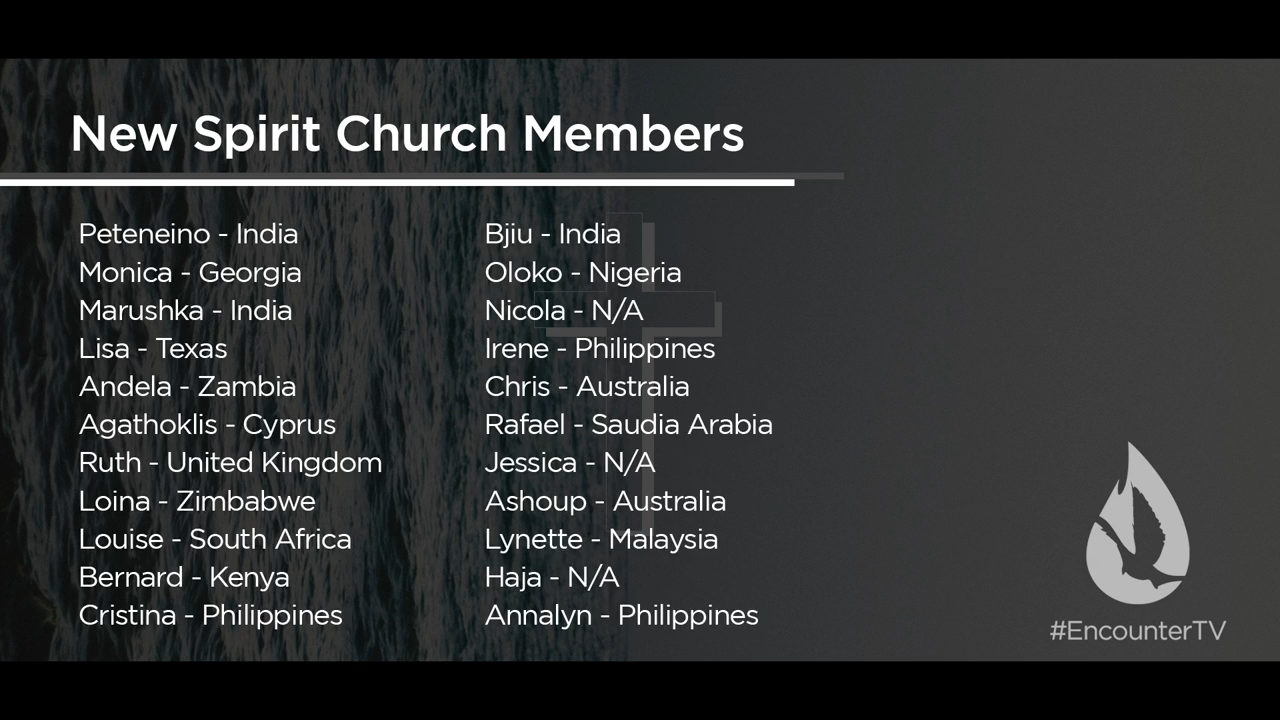 New Spirit Church Members
Peteneino - India
Monica - Georgia
Marushka - India
Lisa - Texas
Andela - Zambia
Agathoklis - Cyprus
Ruth - United Kingdom
Loina - Zimbabwe
Louise - South Africa
Bernard - Kenya
Cristina - Philippines
Bjiu - India
Oloko - Nigeria
Nicola - N/A
Irene - Philippines
Chris - Australia
Rafael - Saudia Arabia
Jessica - N/A
Ashoup - Australia
Lynette - Malaysia
Haja - N/A
Annalyn - Philippines
#EncounterTV